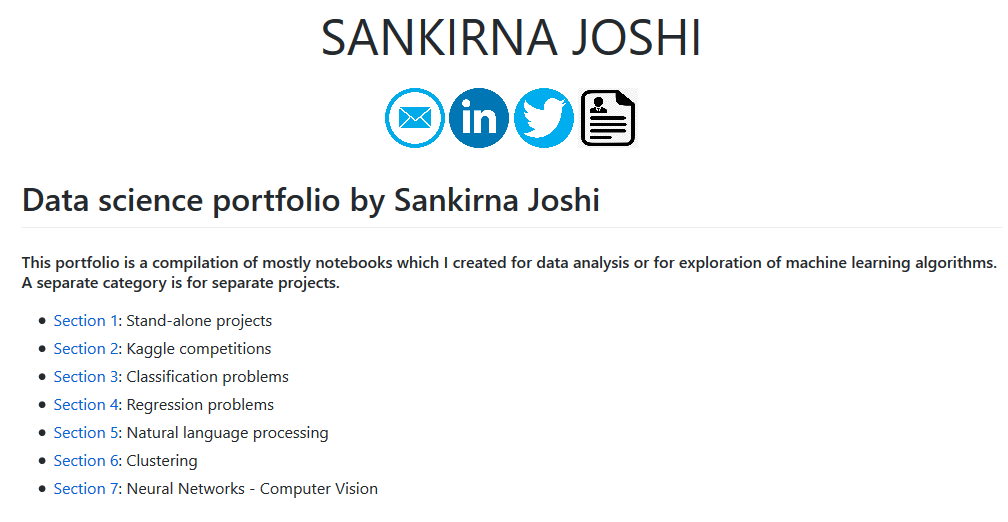 SANKIRNA JOSHI
in
Data science portfolio by Sankirna Joshi
This portfolio is a compilation of mostly notebooks which I created for data analysis or for exploration of machine learning algorithms.
A separate category is for separate projects.
Section 1: Stand-alone projects
Section 2: Kaggle competitions
Section 3: Classification problems
Section 4: Regression problems
Section 5: Natural language processing
Section 6: Clustering
Section 7: Neural Networks - Computer Vision